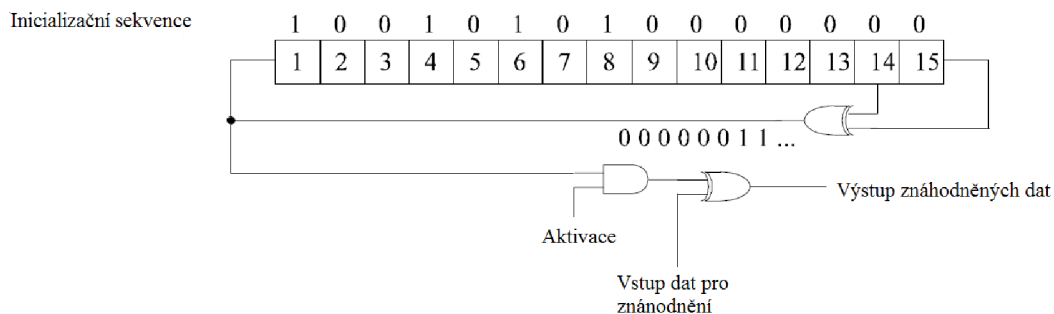 Inicializační sekvence
1 0 0 1 0 1 0 1 0 0 0 0 0 0 0
1 2 3 4 5 6 7 8 9 10 11 12 13 14 15
0 0 0 0 0 0 1 1 ...
Výstup znáhodněných dat
Aktivace
Vstup dat pro
znánodnění